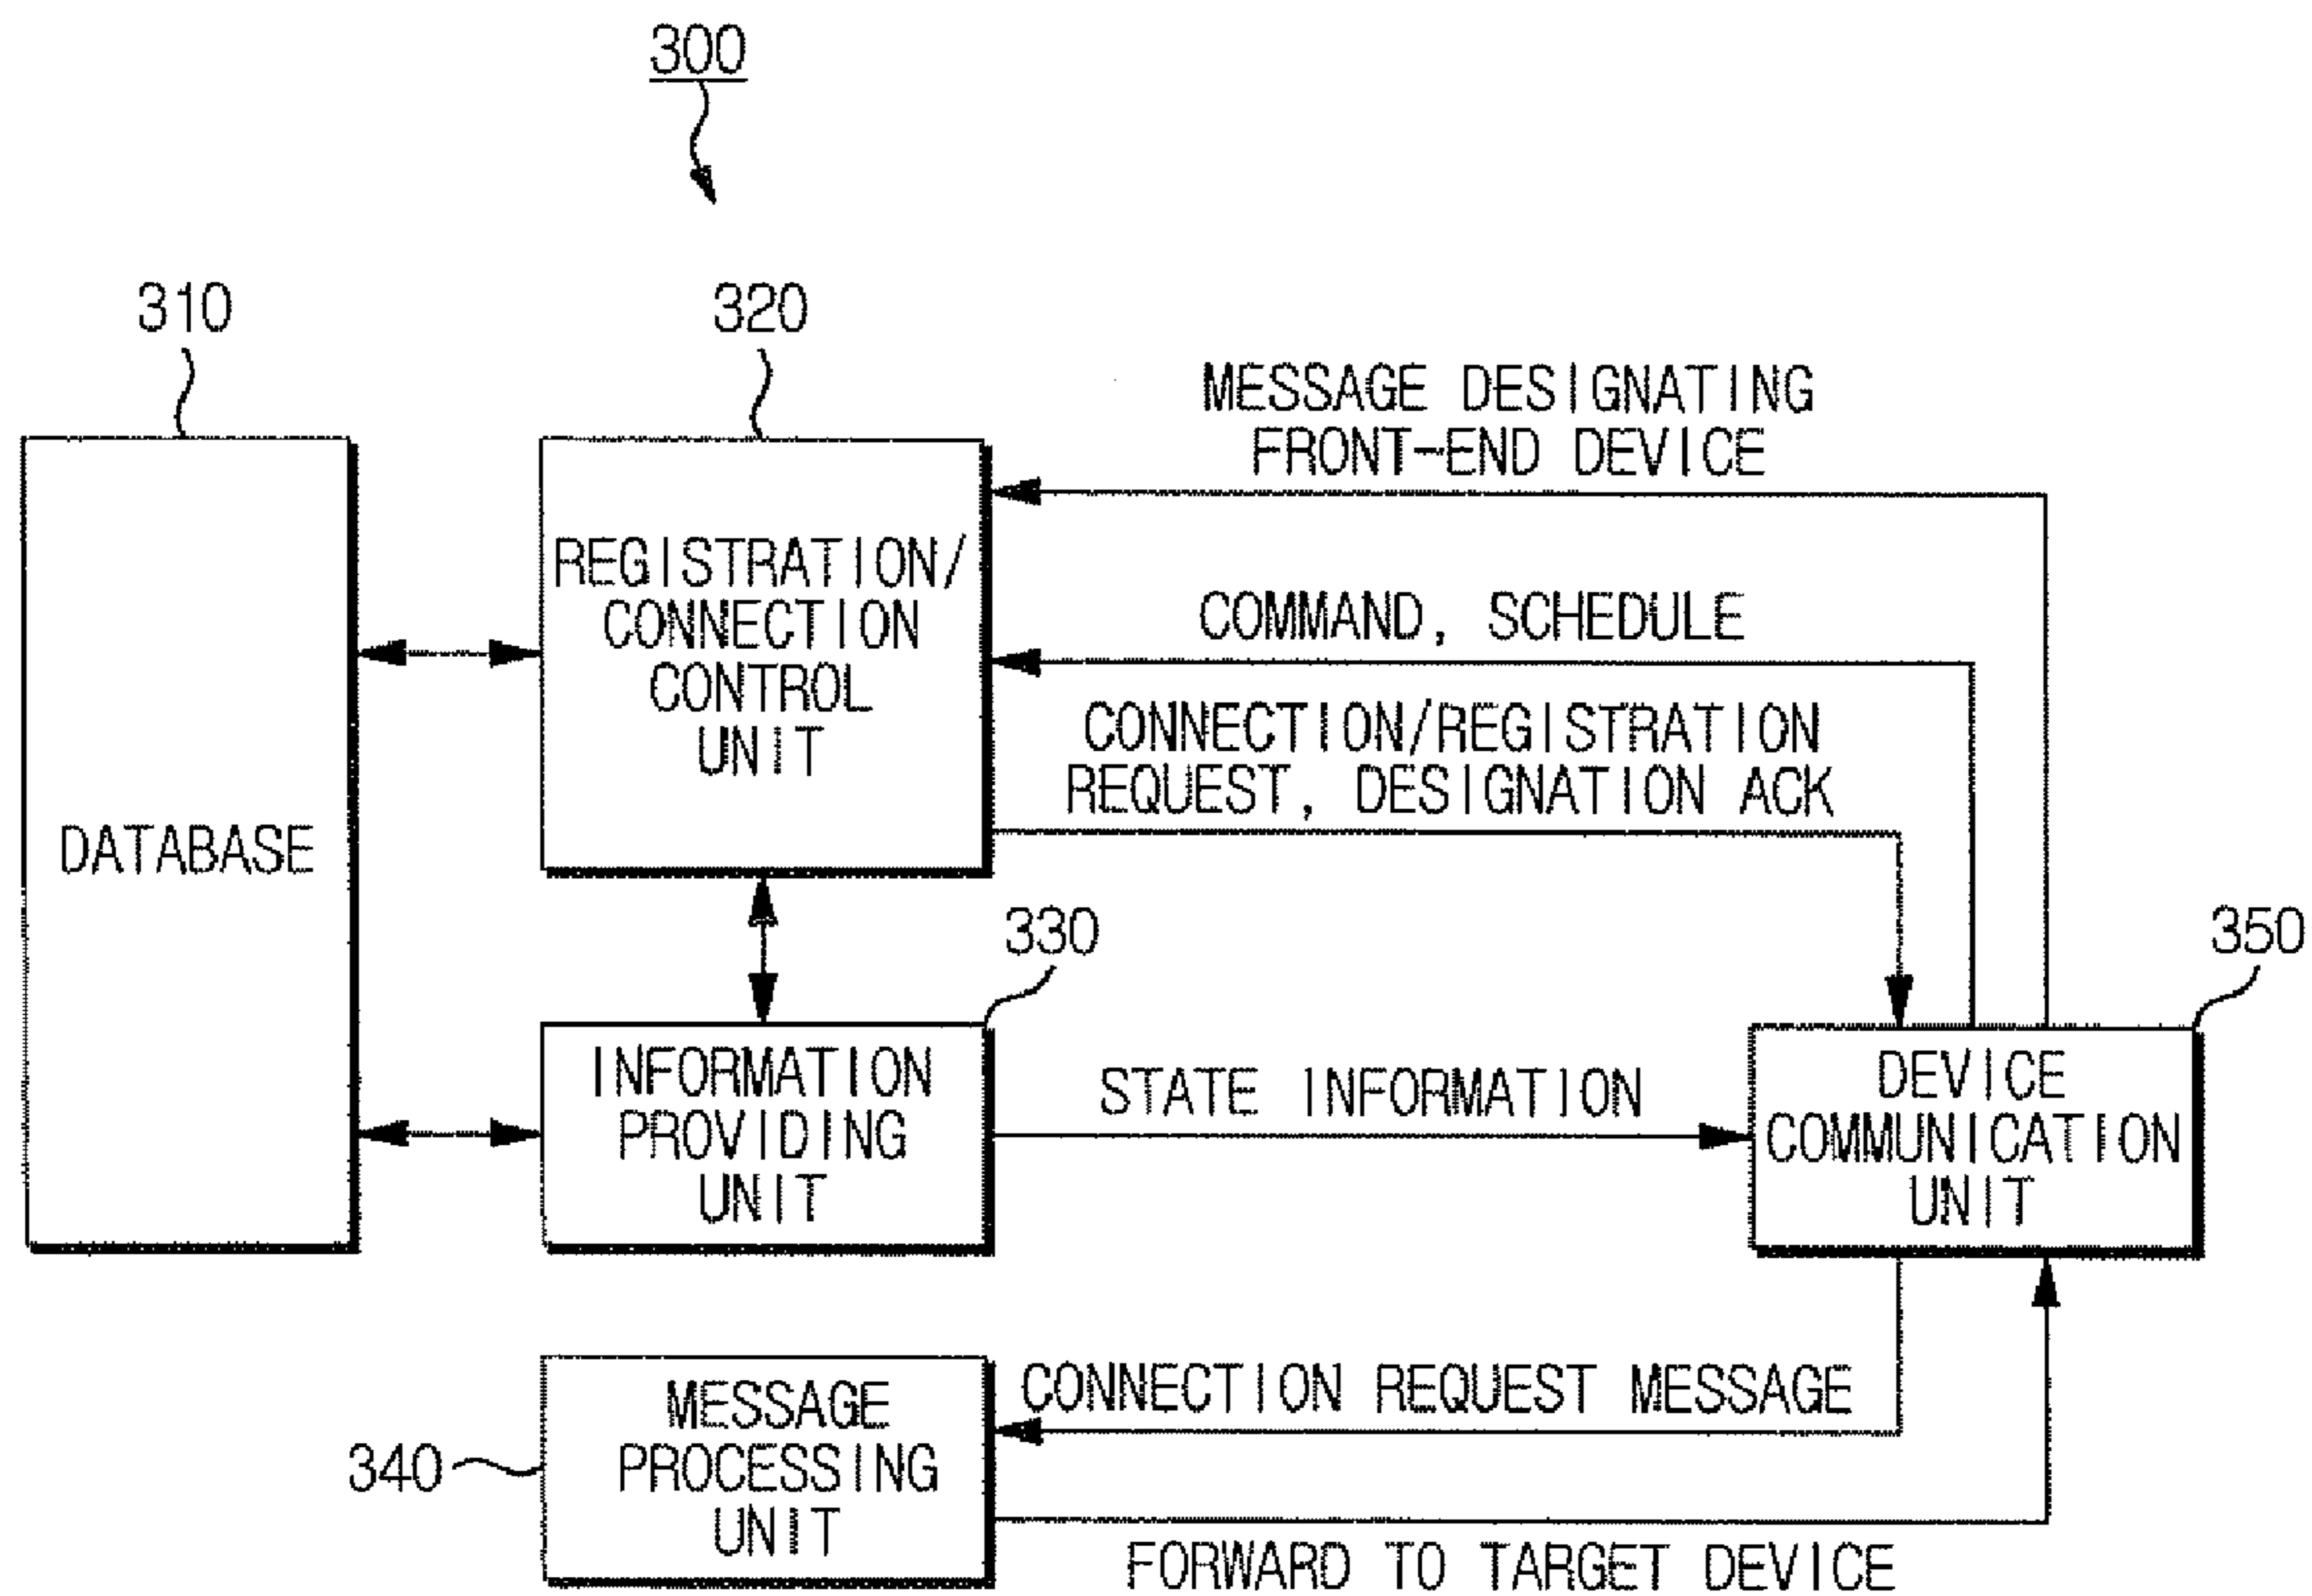 300
310
320
MESSAGE DESIGNATING
FRONT-END DEVICE
REGISTRATION/
CONNECTION
CONTROL
UNIT
COMMAND, SCHEDULE
CONNECTION/REGISTRATION
REQUEST, DESIGNATION ACK
DATABASE
330
350
INFORMATION
PROVIDING
UNIT
STATE INFORMATION
DEVICE
COMMUNICATION
UNIT
340
MESSAGE
PROCESSING
UNIT
CONNECTION REQUEST MESSAGE
FORWARD TO TARGET DEVICE